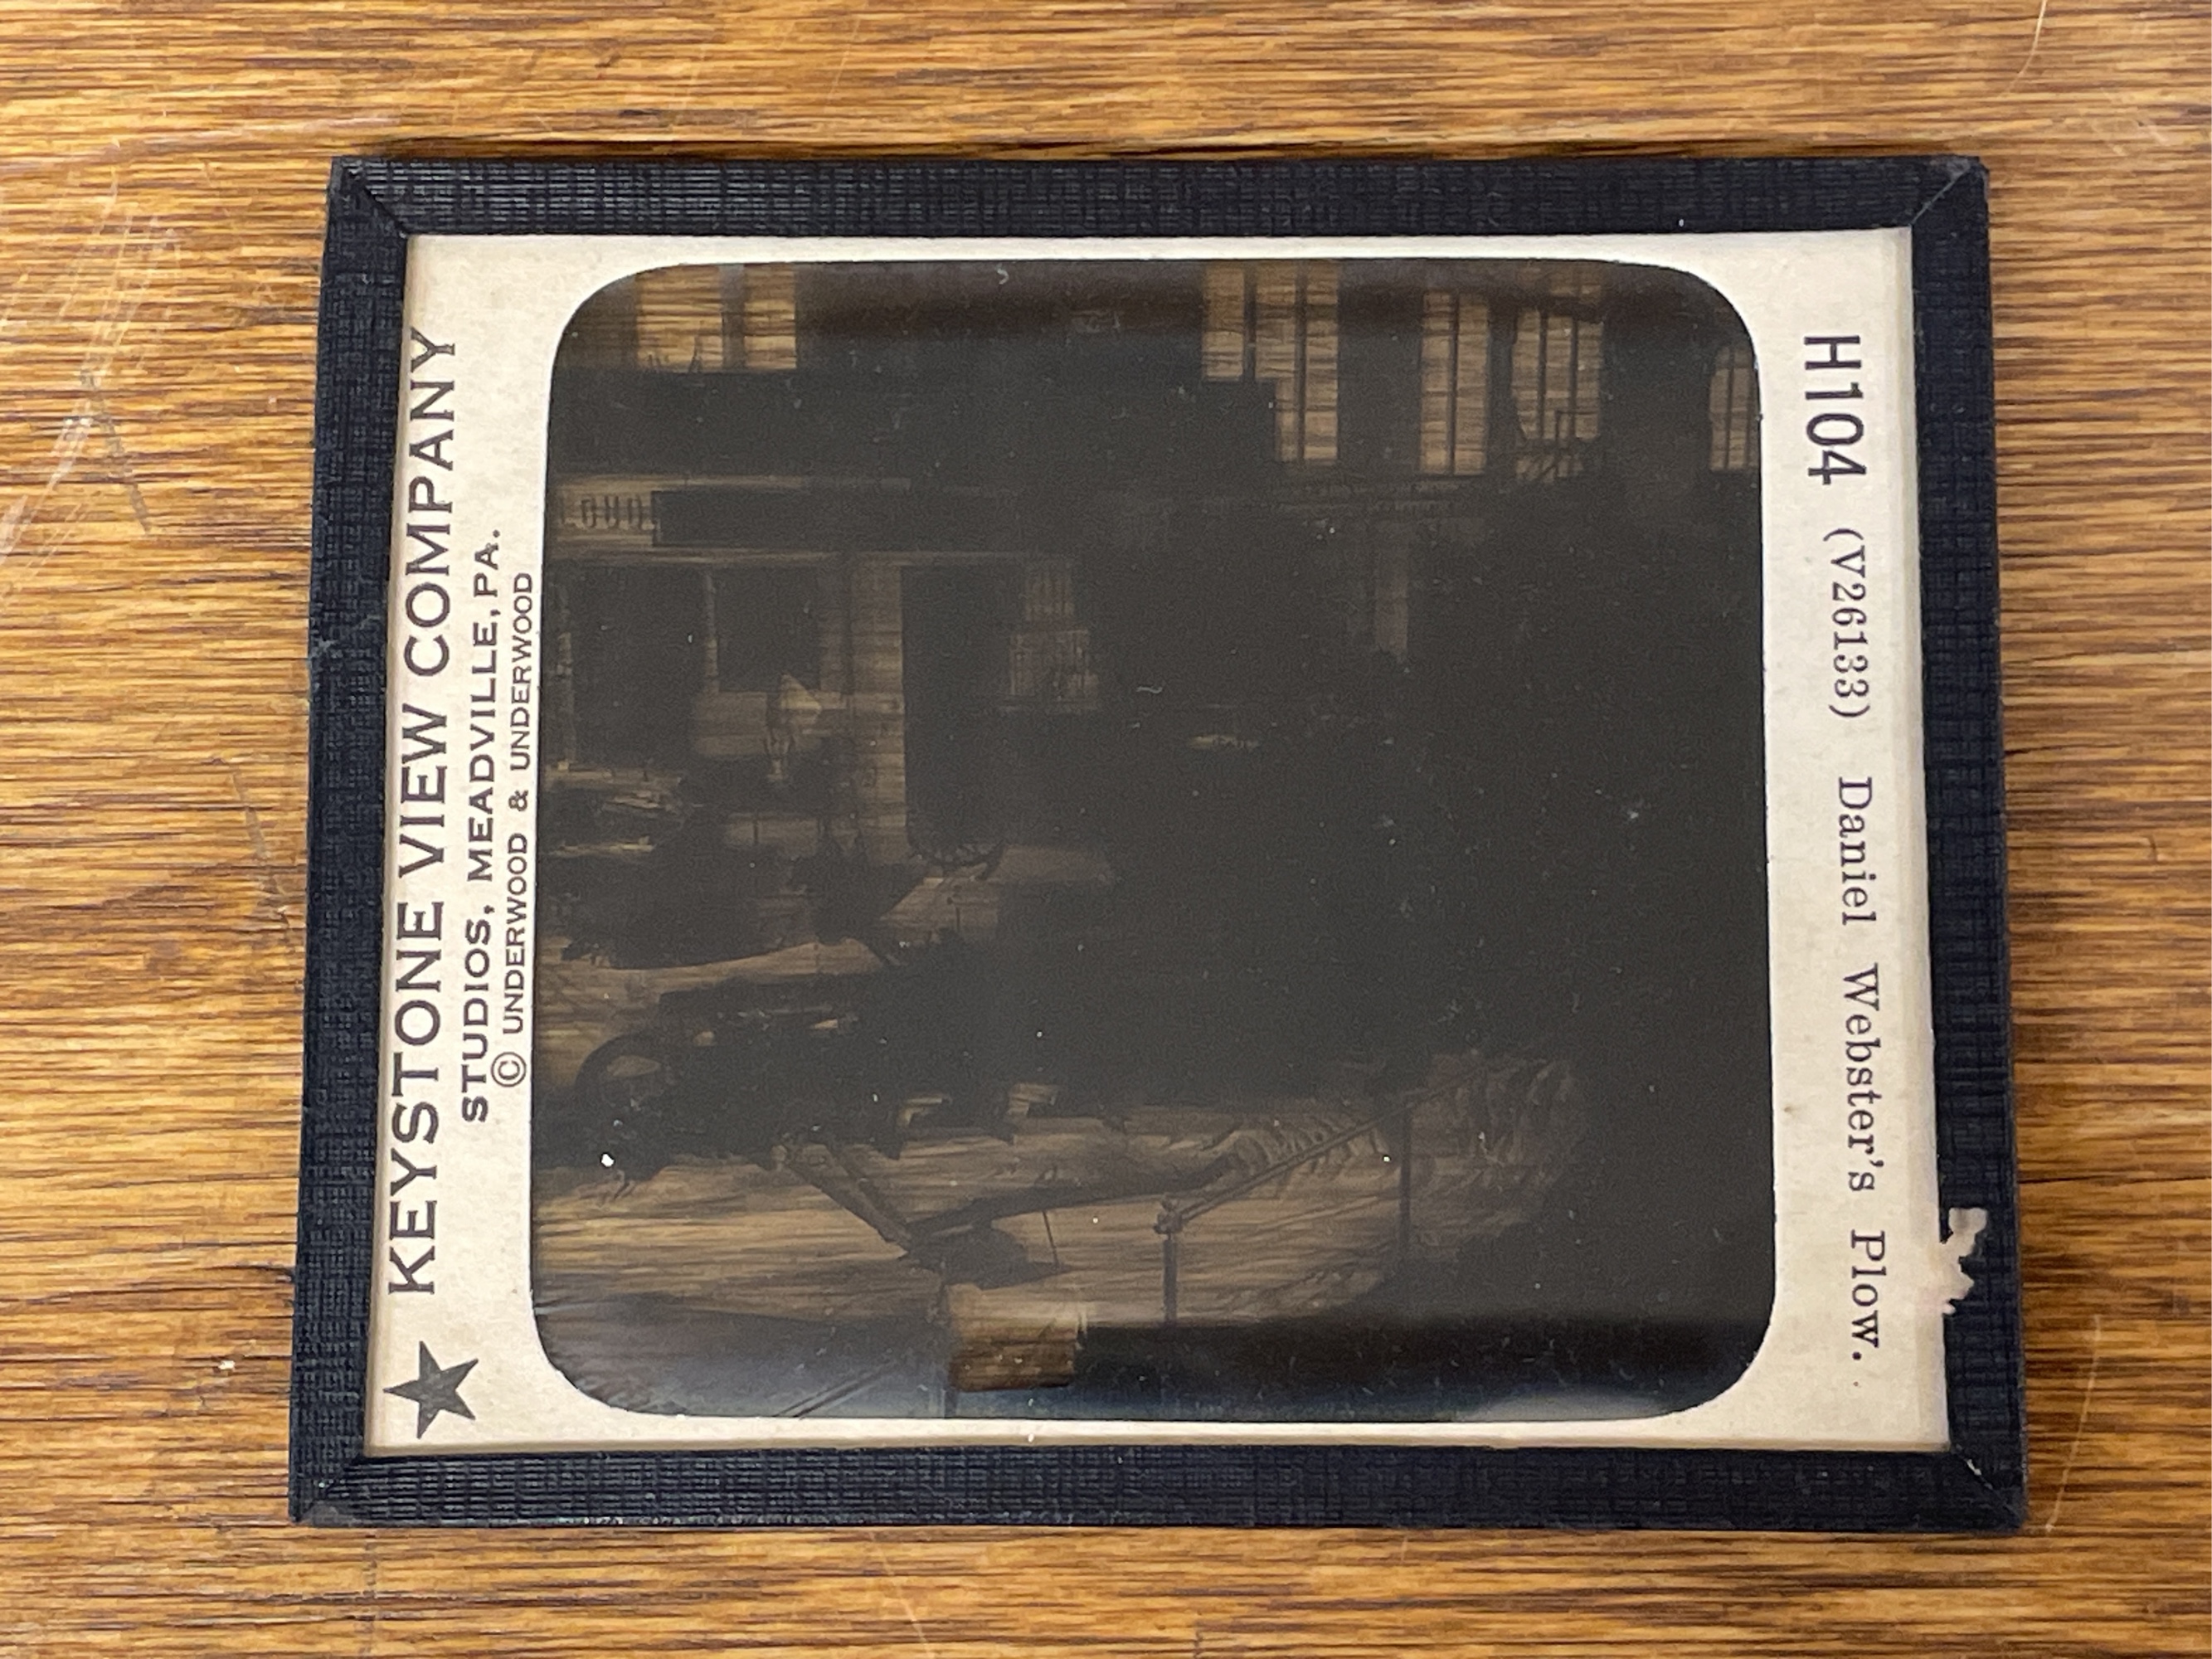 KEYSTONE VIEW COMPANY
STUDIOS, MEADVILLE, PA.
© UNDERWOOD & UNDERWOOD
H104 (V26133) Daniel Webster's Plow.